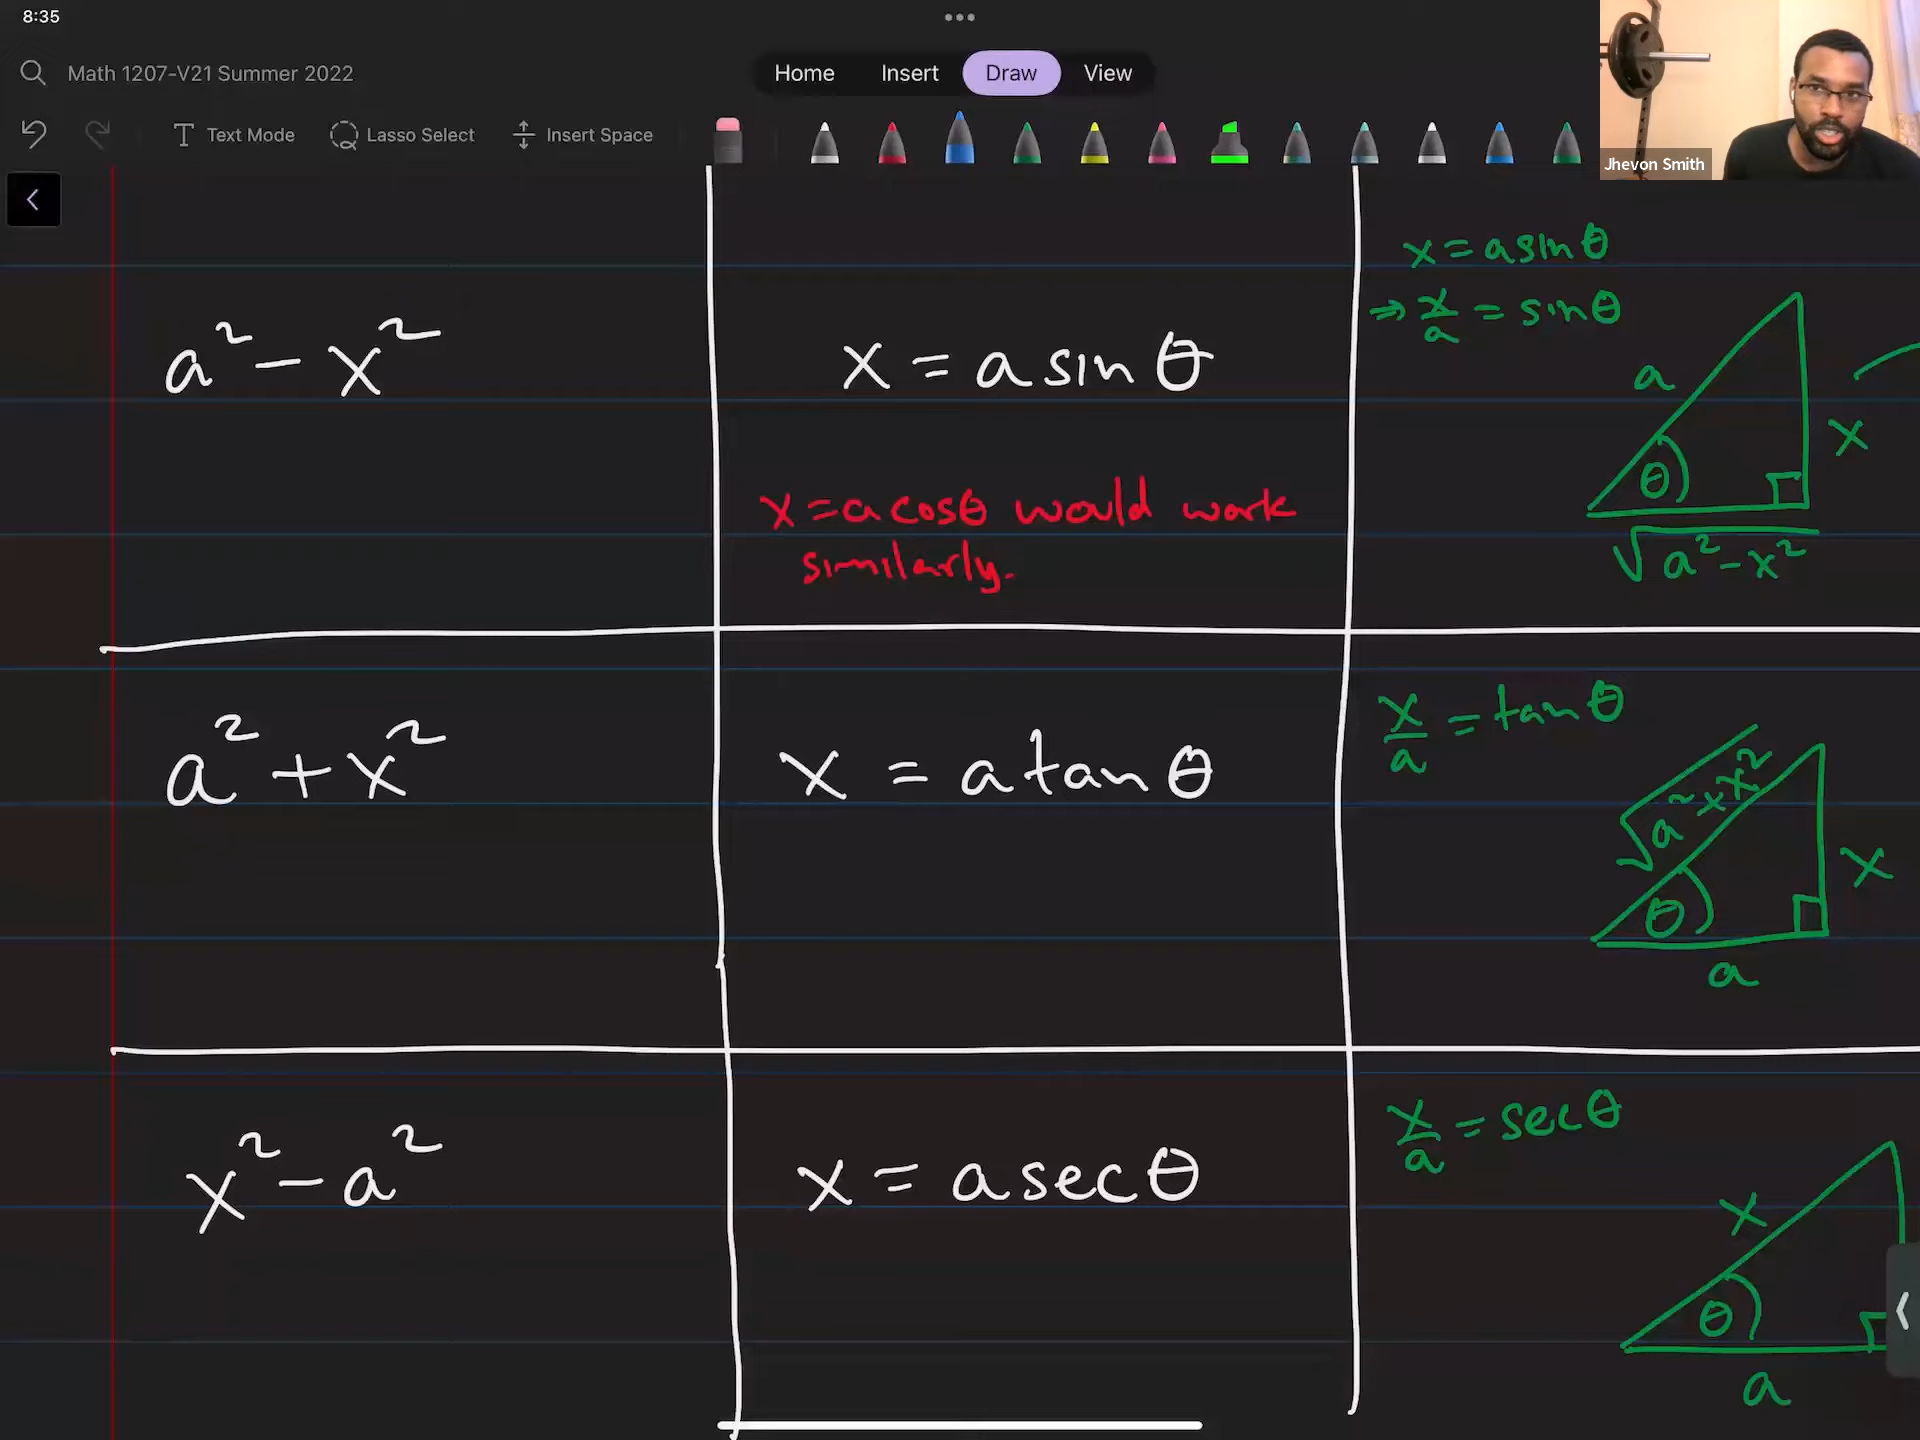 8:35
Math 1207-V21 Summer 2022
Home Insert Draw View
Text Mode Lasso Select Insert Space
Jhevon Smith
a² − x²
x = a sin θ
x = a cos θ would work
similarly.
x = a sin θ
⇒ x/a = sin θ
a
θ
x
√(a² − x²)
a² + x²
x = a tan θ
x/a = tan θ
√(a² + x²)
θ
x
a
x² − a²
x = a sec θ
x/a = sec θ
x
θ
a